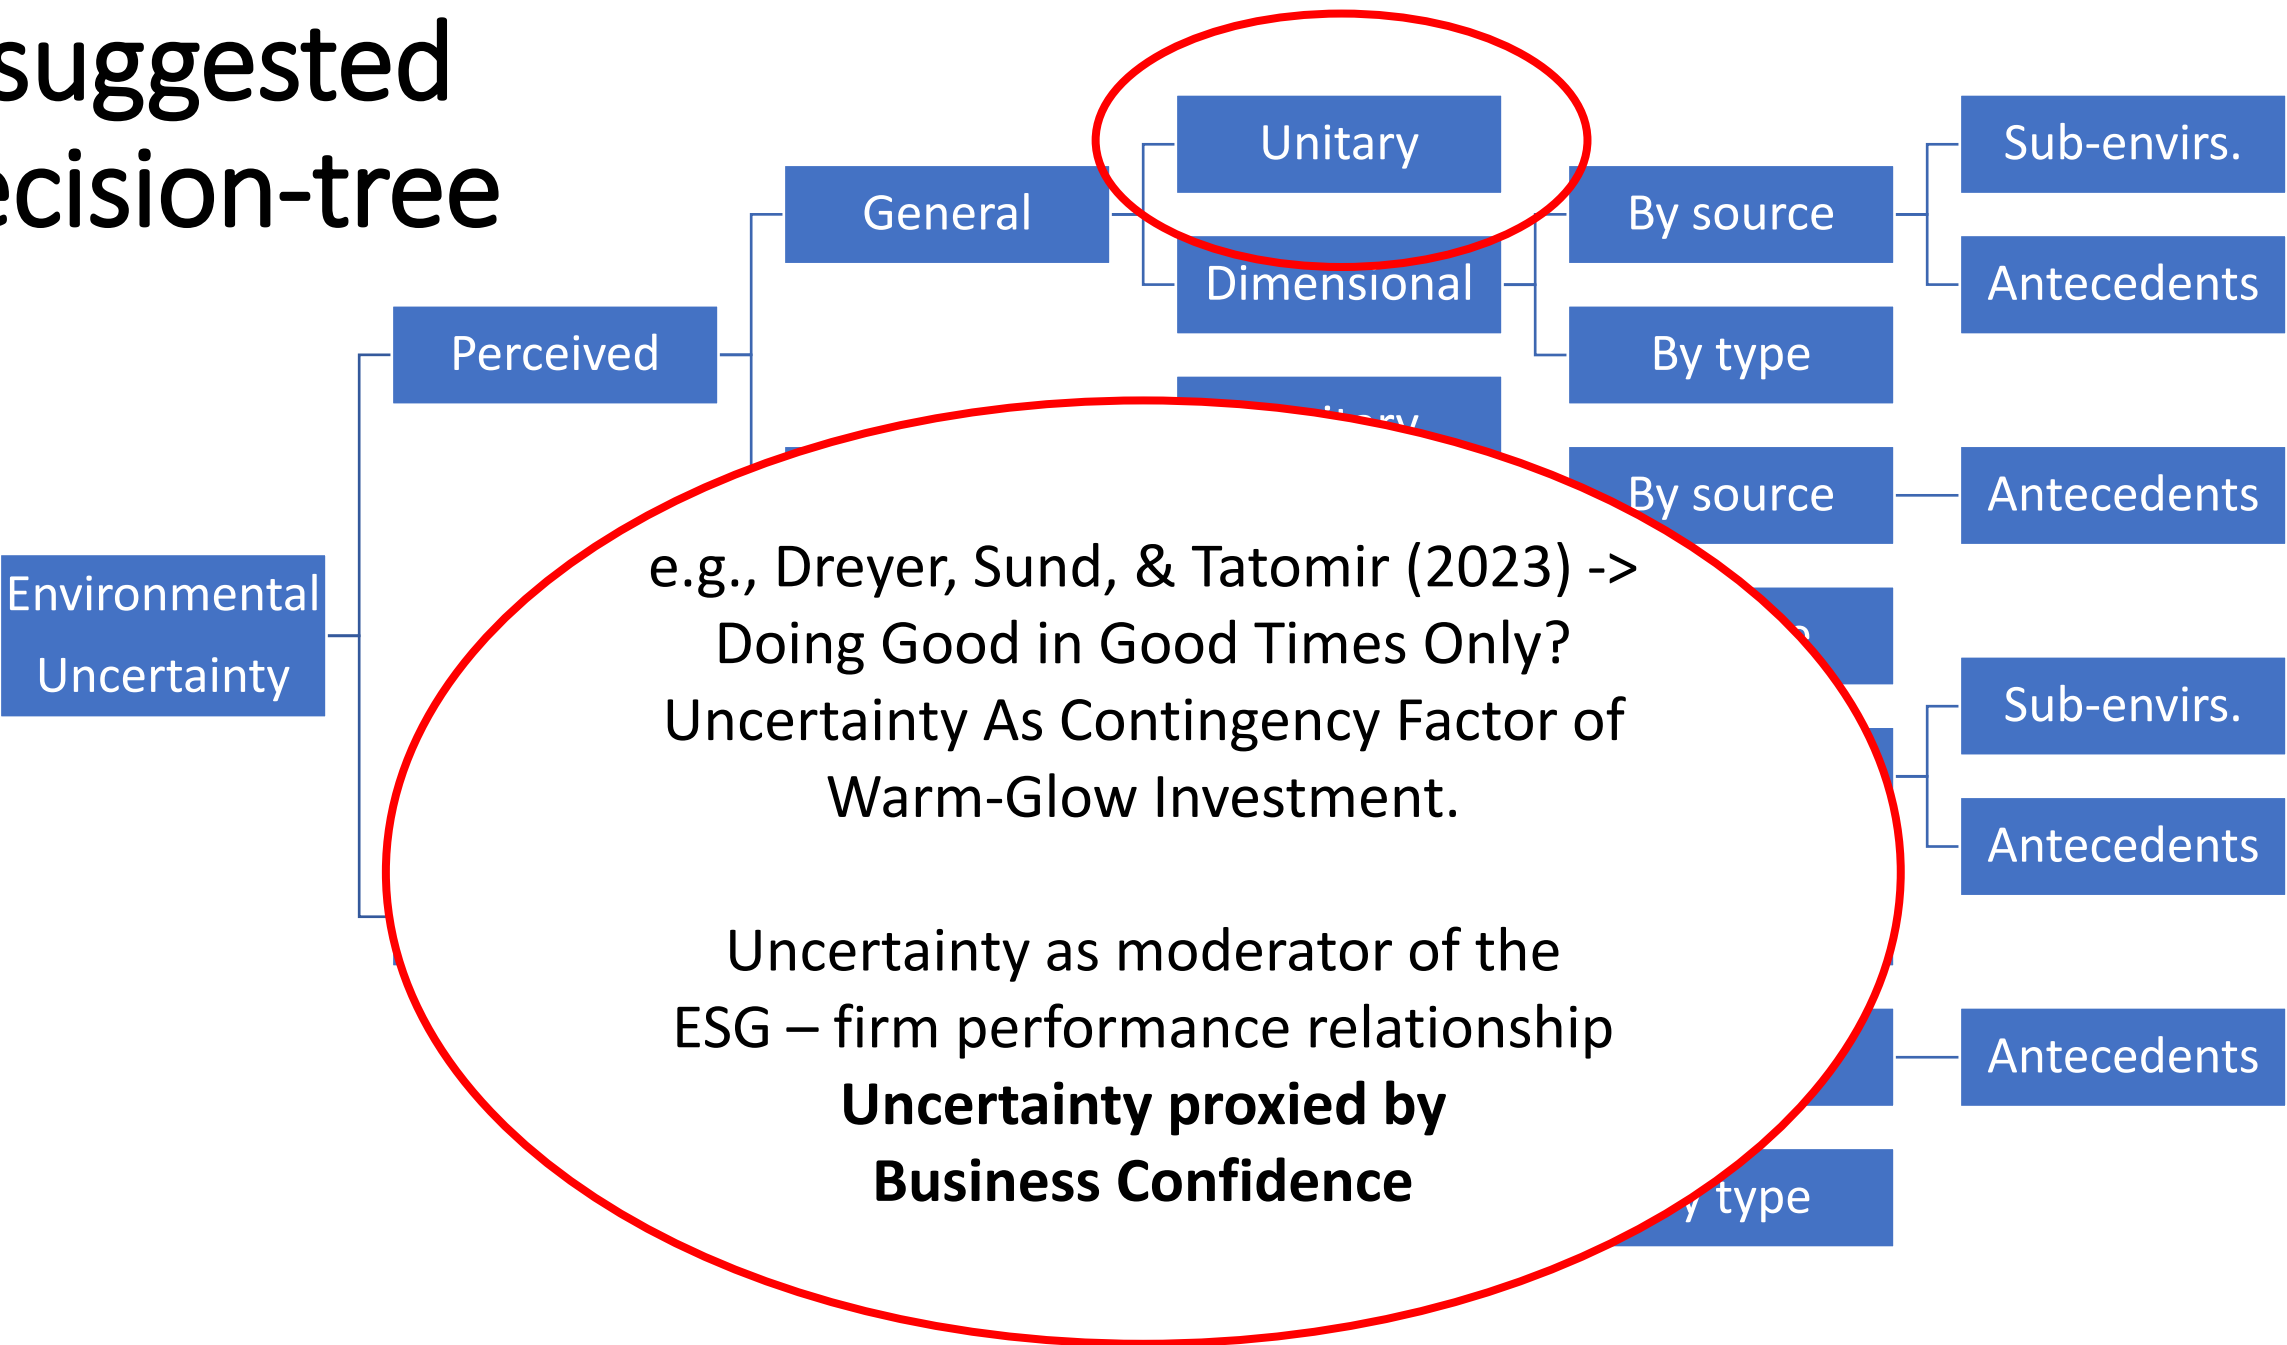 suggested
ecision-tree
Unitary
Sub-envirs.
General
By source
Dimensional
Antecedents
Perceived
By type
By source
Antecedents
Environmental
Uncertainty
e.g., Dreyer, Sund, & Tatomir (2023) ->
Doing Good in Good Times Only?
Uncertainty As Contingency Factor of
Warm-Glow Investment.
Uncertainty as moderator of the
ESG – firm performance relationship
Uncertainty proxied by
Business Confidence
Sub-envirs.
Antecedents
Antecedents
type